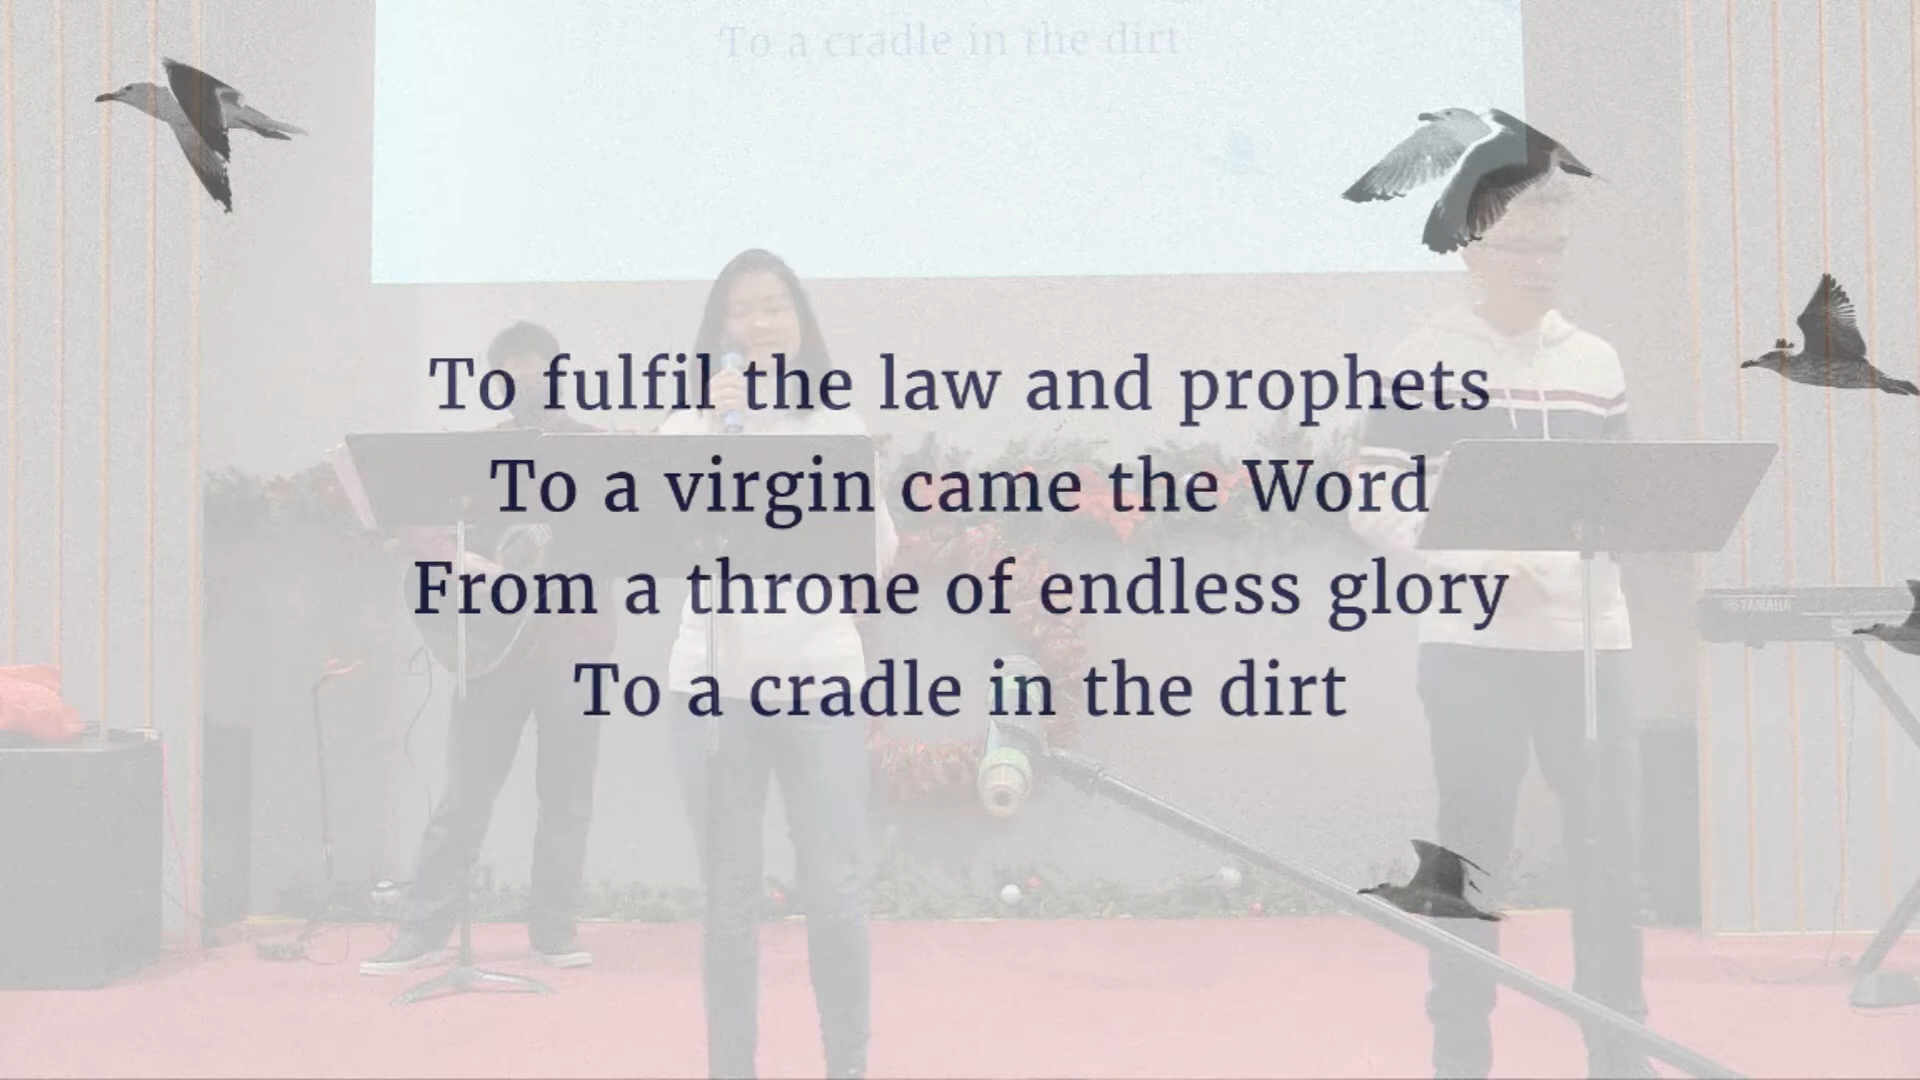 To a cradle in the dirt
To fulfil the law and prophets
To a virgin came the Word
From a throne of endless glory
To a cradle in the dirt
YAMAHA